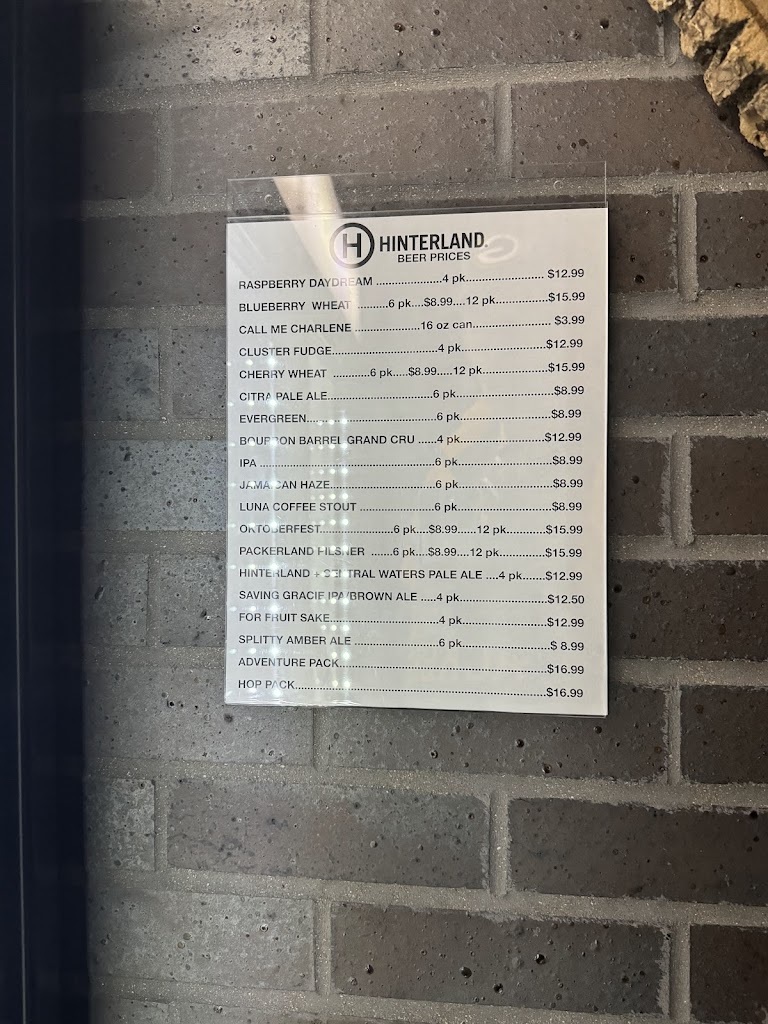 H HINTERLAND.
BEER PRICES
RASPBERRY DAYDREAM ......................4 pk.......................... $12.99
BLUEBERRY WHEAT ..........6 pk....$8.99....12 pk.................$15.99
CALL ME CHARLENE ......................16 oz can.......................... $3.99
CLUSTER FUDGE...................................4 pk............................$12.99
CHERRY WHEAT ............6 pk.....$8.99.....12 pk......................$15.99
CITRA PALE ALE...................................6 pk................................$8.99
EVERGREEN...........................................6 pk..............................$8.99
BOURBON BARREL GRAND CRU ......4 pk............................$12.99
IPA .........................................................6 pk...............................$8.99
JAMAICAN HAZE...................................6 pk...............................$8.99
LUNA COFFEE STOUT ........................6 pk...............................$8.99
OKTOBERFEST........................6 pk....$8.99......12 pk.............$15.99
PACKERLAND PILSNER .......6 pk....$8.99....12 pk...............$15.99
HINTERLAND + CENTRAL WATERS PALE ALE ....4 pk.......$12.99
SAVING GRACIE IPA/BROWN ALE .....4 pk.............................$12.50
FOR FRUIT SAKE....................................4 pk............................$12.99
SPLITTY AMBER ALE ............................6 pk.............................$ 8.99
ADVENTURE PACK....................................................................$16.99
HOP PACK...................................................................................$16.99